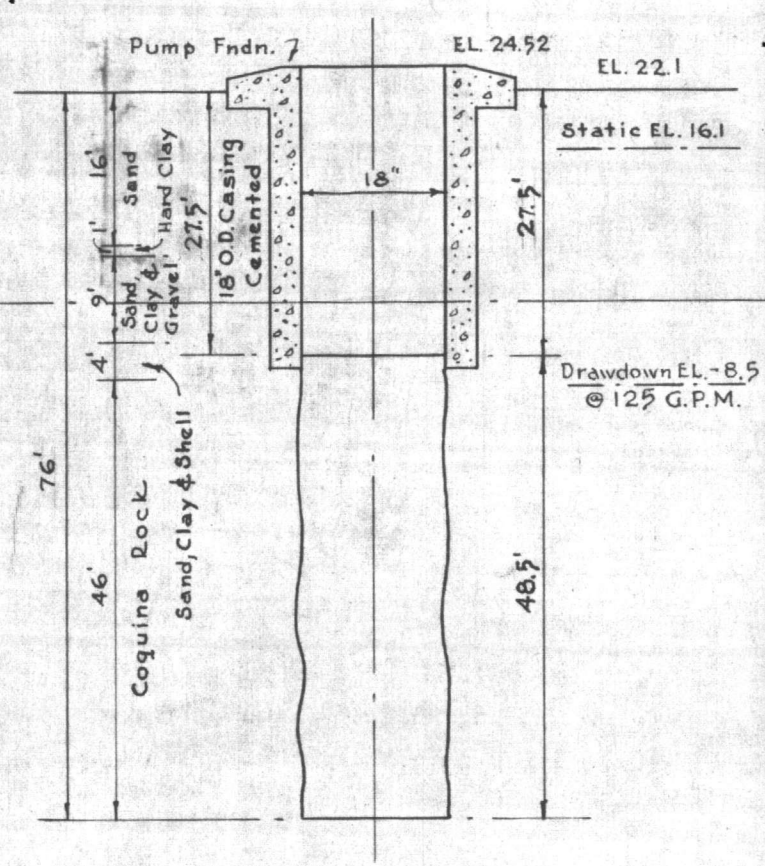 Pump Fndn.
EL. 24.52
EL. 22.1
Static EL. 16.1
16'
Sand
1'
Hard Clay
9'
Sand,
Clay &
Gravel
4'
Sand, Clay & Shell
27.5'
18" O.D. Casing
Cemented
18"
27.5'
Drawdown EL. -8.5
@ 125 G.P.M.
76'
46'
Coquina Rock
48.5'